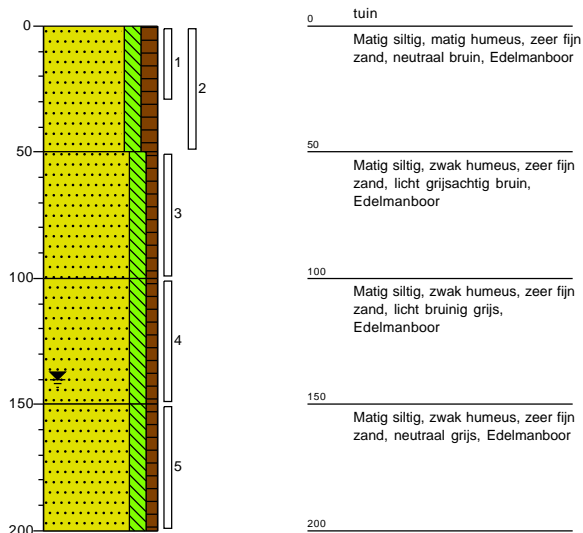 0
50
100
150
200
1
2
3
4
5
0
tuin
Matig siltig, matig humeus, zeer fijn
zand, neutraal bruin, Edelmanboor
50
Matig siltig, zwak humeus, zeer fijn
zand, licht grijsachtig bruin,
Edelmanboor
100
Matig siltig, zwak humeus, zeer fijn
zand, licht bruinig grijs,
Edelmanboor
150
Matig siltig, zwak humeus, zeer fijn
zand, neutraal grijs, Edelmanboor
200